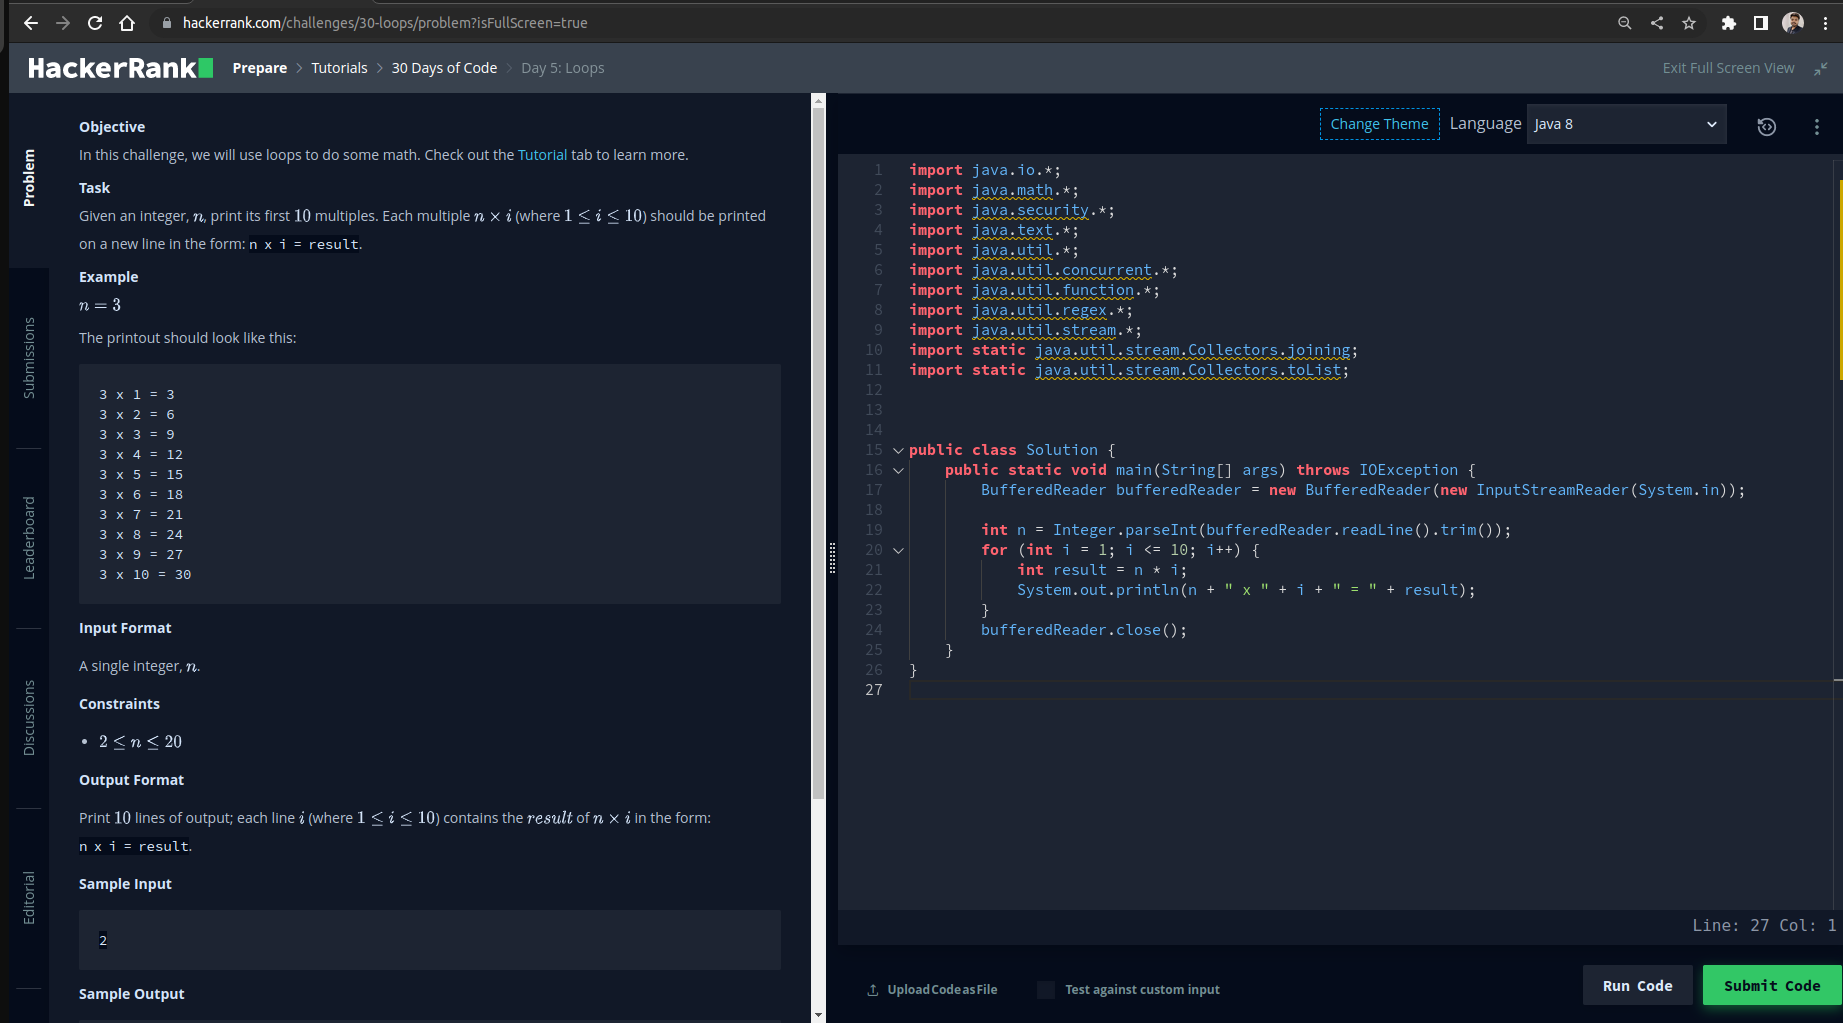 hackerrank.com/challenges/30-loops/problem?isFullScreen=true
HackerRank
Prepare > Tutorials > 30 Days of Code > Day 5: Loops
Exit Full Screen View
Problem
Submissions
Leaderboard
Discussions
Editorial
Objective
In this challenge, we will use loops to do some math. Check out the Tutorial tab to learn more.
Task
Given an integer, n, print its first 10 multiples. Each multiple n × i (where 1 ≤ i ≤ 10) should be printed
on a new line in the form: n x i = result.
Example
n = 3
The printout should look like this:
3 x 1 = 3
3 x 2 = 6
3 x 3 = 9
3 x 4 = 12
3 x 5 = 15
3 x 6 = 18
3 x 7 = 21
3 x 8 = 24
3 x 9 = 27
3 x 10 = 30
Input Format
A single integer, n.
Constraints
• 2 ≤ n ≤ 20
Output Format
Print 10 lines of output; each line i (where 1 ≤ i ≤ 10) contains the result of n × i in the form:
n x i = result.
Sample Input
2
Sample Output
Change Theme Language Java 8
1 import java.io.*;
2 import java.math.*;
3 import java.security.*;
4 import java.text.*;
5 import java.util.*;
6 import java.util.concurrent.*;
7 import java.util.function.*;
8 import java.util.regex.*;
9 import java.util.stream.*;
10 import static java.util.stream.Collectors.joining;
11 import static java.util.stream.Collectors.toList;
12
13
14
15 public class Solution {
16     public static void main(String[] args) throws IOException {
17         BufferedReader bufferedReader = new BufferedReader(new InputStreamReader(System.in));
18
19         int n = Integer.parseInt(bufferedReader.readLine().trim());
20         for (int i = 1; i <= 10; i++) {
21             int result = n * i;
22             System.out.println(n + " x " + i + " = " + result);
23         }
24         bufferedReader.close();
25     }
26 }
27
Line: 27 Col: 1
Upload Code as File
Test against custom input
Run Code
Submit Code